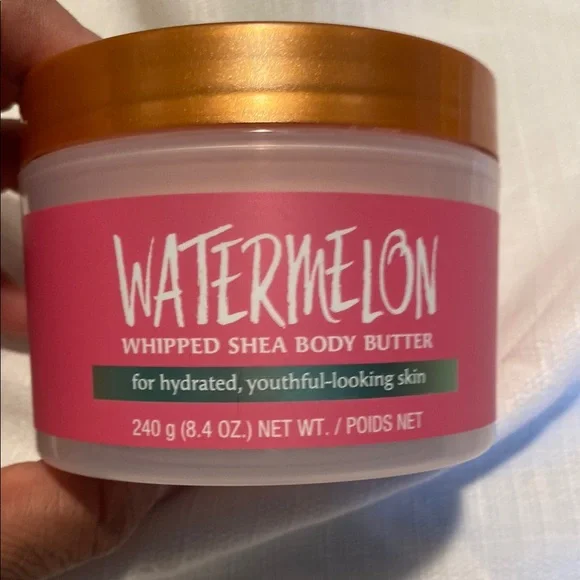 WATERMELON
WHIPPED SHEA BODY BUTTER
for hydrated, youthful-looking skin
240 g (8.4 OZ.) NET WT. / POIDS NET